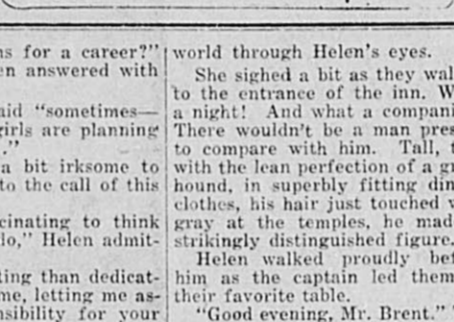 ns for a career?"
en answered with
aid "sometimes—
girls are planning
."
a bit irksome to
to the call of this
cinating to think
lo," Helen admit-
ting than dedicat-
me, letting me as-
nsibility for your
world through Helen's eyes.
She sighed a bit as they wal
to the entrance of the inn. W
a night! And what a compani
There wouldn't be a man pres
to compare with him. Tall, t
with the lean perfection of a gr
hound, in superbly fitting din
clothes, his hair just touched w
gray at the temples, he mad
strikingly distinguished figure.
Helen walked proudly bef
him as the captain led them
their favorite table.
"Good evening, Mr. Brent."